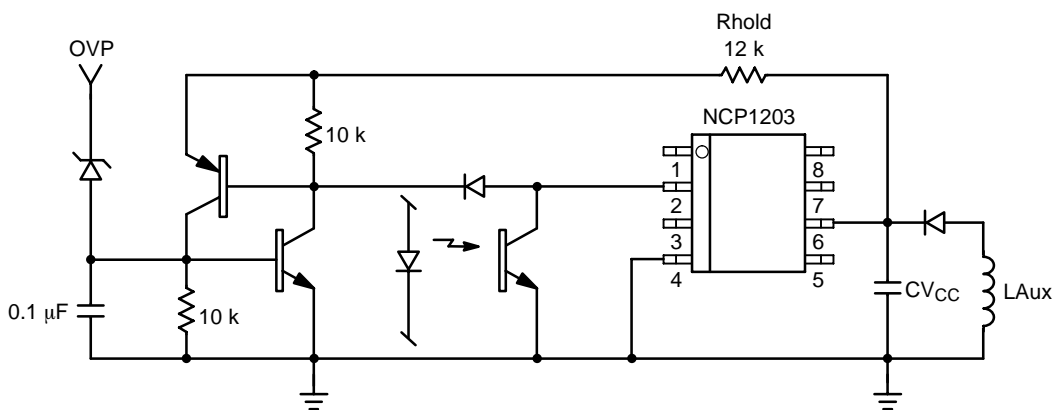 OVP
Rhold
12 k
10 k
NCP1203
1
8
2
7
3
6
4
5
0.1 μF
10 k
CVCC
LAux